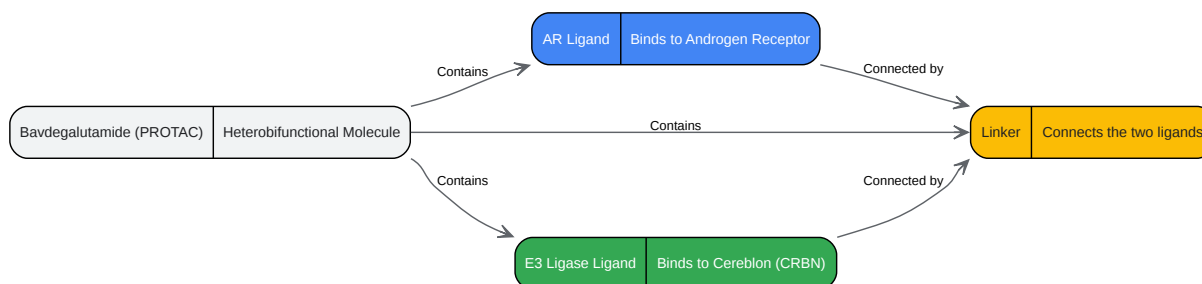 AR Ligand
Binds to Androgen Receptor
Contains
Connected by
Bavdegalutamide (PROTAC)
Heterobifunctional Molecule
Contains
Linker
Connects the two ligands
Contains
Connected by
E3 Ligase Ligand
Binds to Cereblon (CRBN)